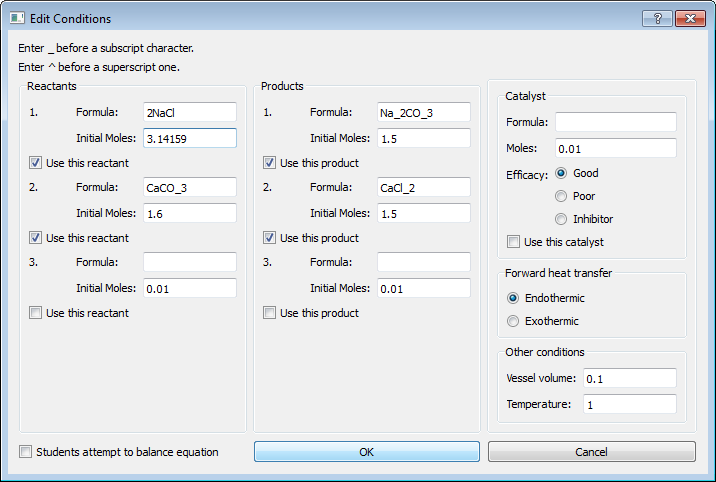 Edit Conditions
Enter _ before a subscript character.
Enter ^ before a superscript one.
Reactants
1. Formula: 2NaCl
Initial Moles: 3.14159
Use this reactant
2. Formula: CaCO_3
Initial Moles: 1.6
Use this reactant
3. Formula:
Initial Moles: 0.01
Use this reactant
Products
1. Formula: Na_2CO_3
Initial Moles: 1.5
Use this product
2. Formula: CaCl_2
Initial Moles: 1.5
Use this product
3. Formula:
Initial Moles: 0.01
Use this product
Catalyst
Formula:
Moles: 0.01
Efficacy: Good
Poor
Inhibitor
Use this catalyst
Forward heat transfer
Endothermic
Exothermic
Other conditions
Vessel volume: 0.1
Temperature: 1
Students attempt to balance equation
OK
Cancel